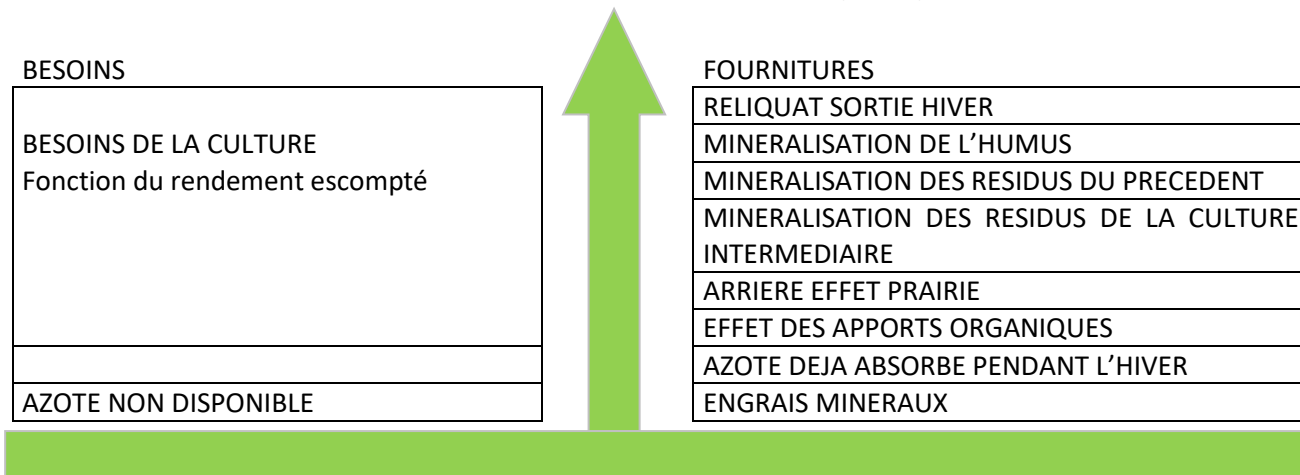 BESOINS
BESOINS DE LA CULTURE
Fonction du rendement escompté
AZOTE NON DISPONIBLE
FOURNITURES
RELIQUAT SORTIE HIVER
MINERALISATION DE L’HUMUS
MINERALISATION DES RESIDUS DU PRECEDENT
MINERALISATION DES RESIDUS DE LA CULTURE
INTERMEDIAIRE
ARRIERE EFFET PRAIRIE
EFFET DES APPORTS ORGANIQUES
AZOTE DEJA ABSORBE PENDANT L’HIVER
ENGRAIS MINERAUX